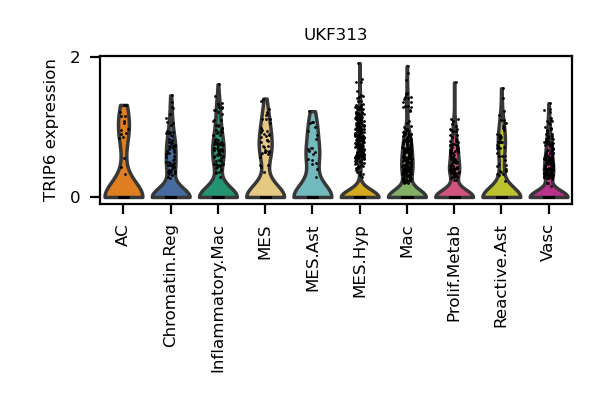 UKF313
TRIP6 expression
2
0
AC
Chromatin.Reg
Inflammatory.Mac
MES
MES.Ast
MES.Hyp
Mac
Prolif.Metab
Reactive.Ast
Vasc